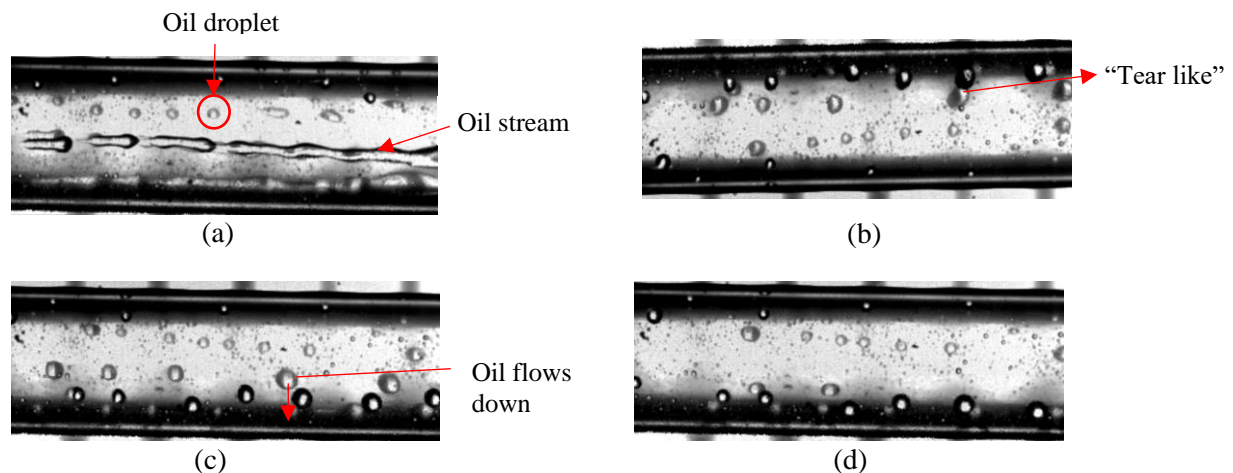 Oil droplet
Oil stream
“Tear like”
(a)
(b)
Oil flows
down
(c)
(d)